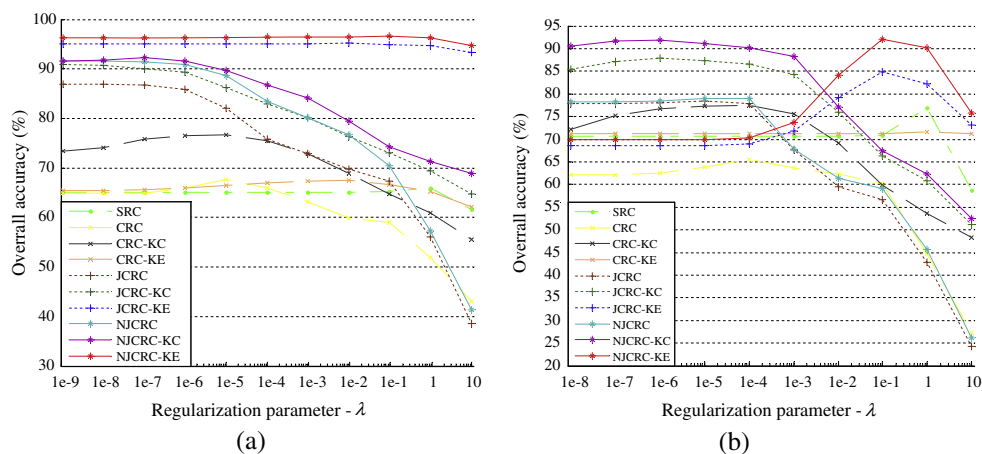 100
90
80
70
60
50
40
30
Overrall accuracy (%)
SRC
CRC
CRC-KC
CRC-KE
JCRC
JCRC-KC
JCRC-KE
NJCRC
NJCRC-KC
NJCRC-KE
1e-9 1e-8 1e-7 1e-6 1e-5 1e-4 1e-3 1e-2 1e-1 1 10
Regularization parameter - λ
(a)
95
90
85
80
75
70
65
60
55
50
45
40
35
30
25
20
Overall accuracy (%)
SRC
CRC
CRC-KC
CRC-KE
JCRC
JCRC-KC
JCRC-KE
NJCRC
NJCRC-KC
NJCRC-KE
1e-8 1e-7 1e-6 1e-5 1e-4 1e-3 1e-2 1e-1 1 10
Regularization parameter - λ
(b)